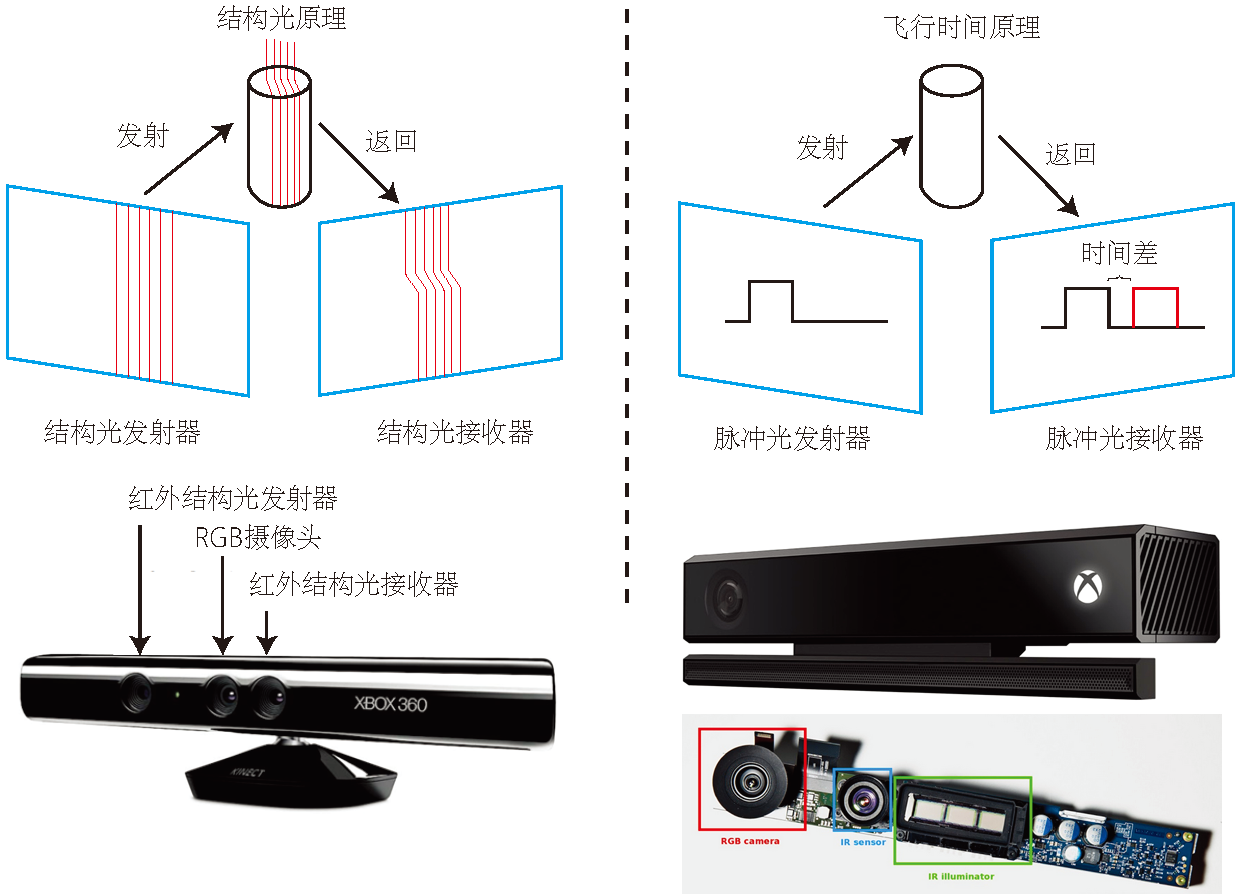 结构光原理
发射
返回
结构光发射器
结构光接收器
红外结构光发射器
RGB摄像头
红外结构光接收器
XBOX 360
KINECT
飞行时间原理
发射
返回
时间差
脉冲光发射器
脉冲光接收器
RGB camera
IR sensor
IR illuminator